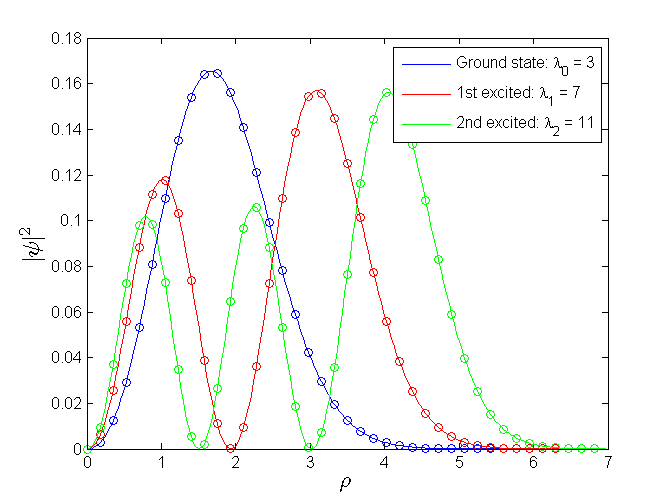 0.18
0.16
0.14
0.12
0.1
0.08
0.06
0.04
0.02
0
|ψ|²
Ground state: λ₀ = 3
1st excited: λ₁ = 7
2nd excited: λ₂ = 11
0 1 2 3 4 5 6 7
ρ